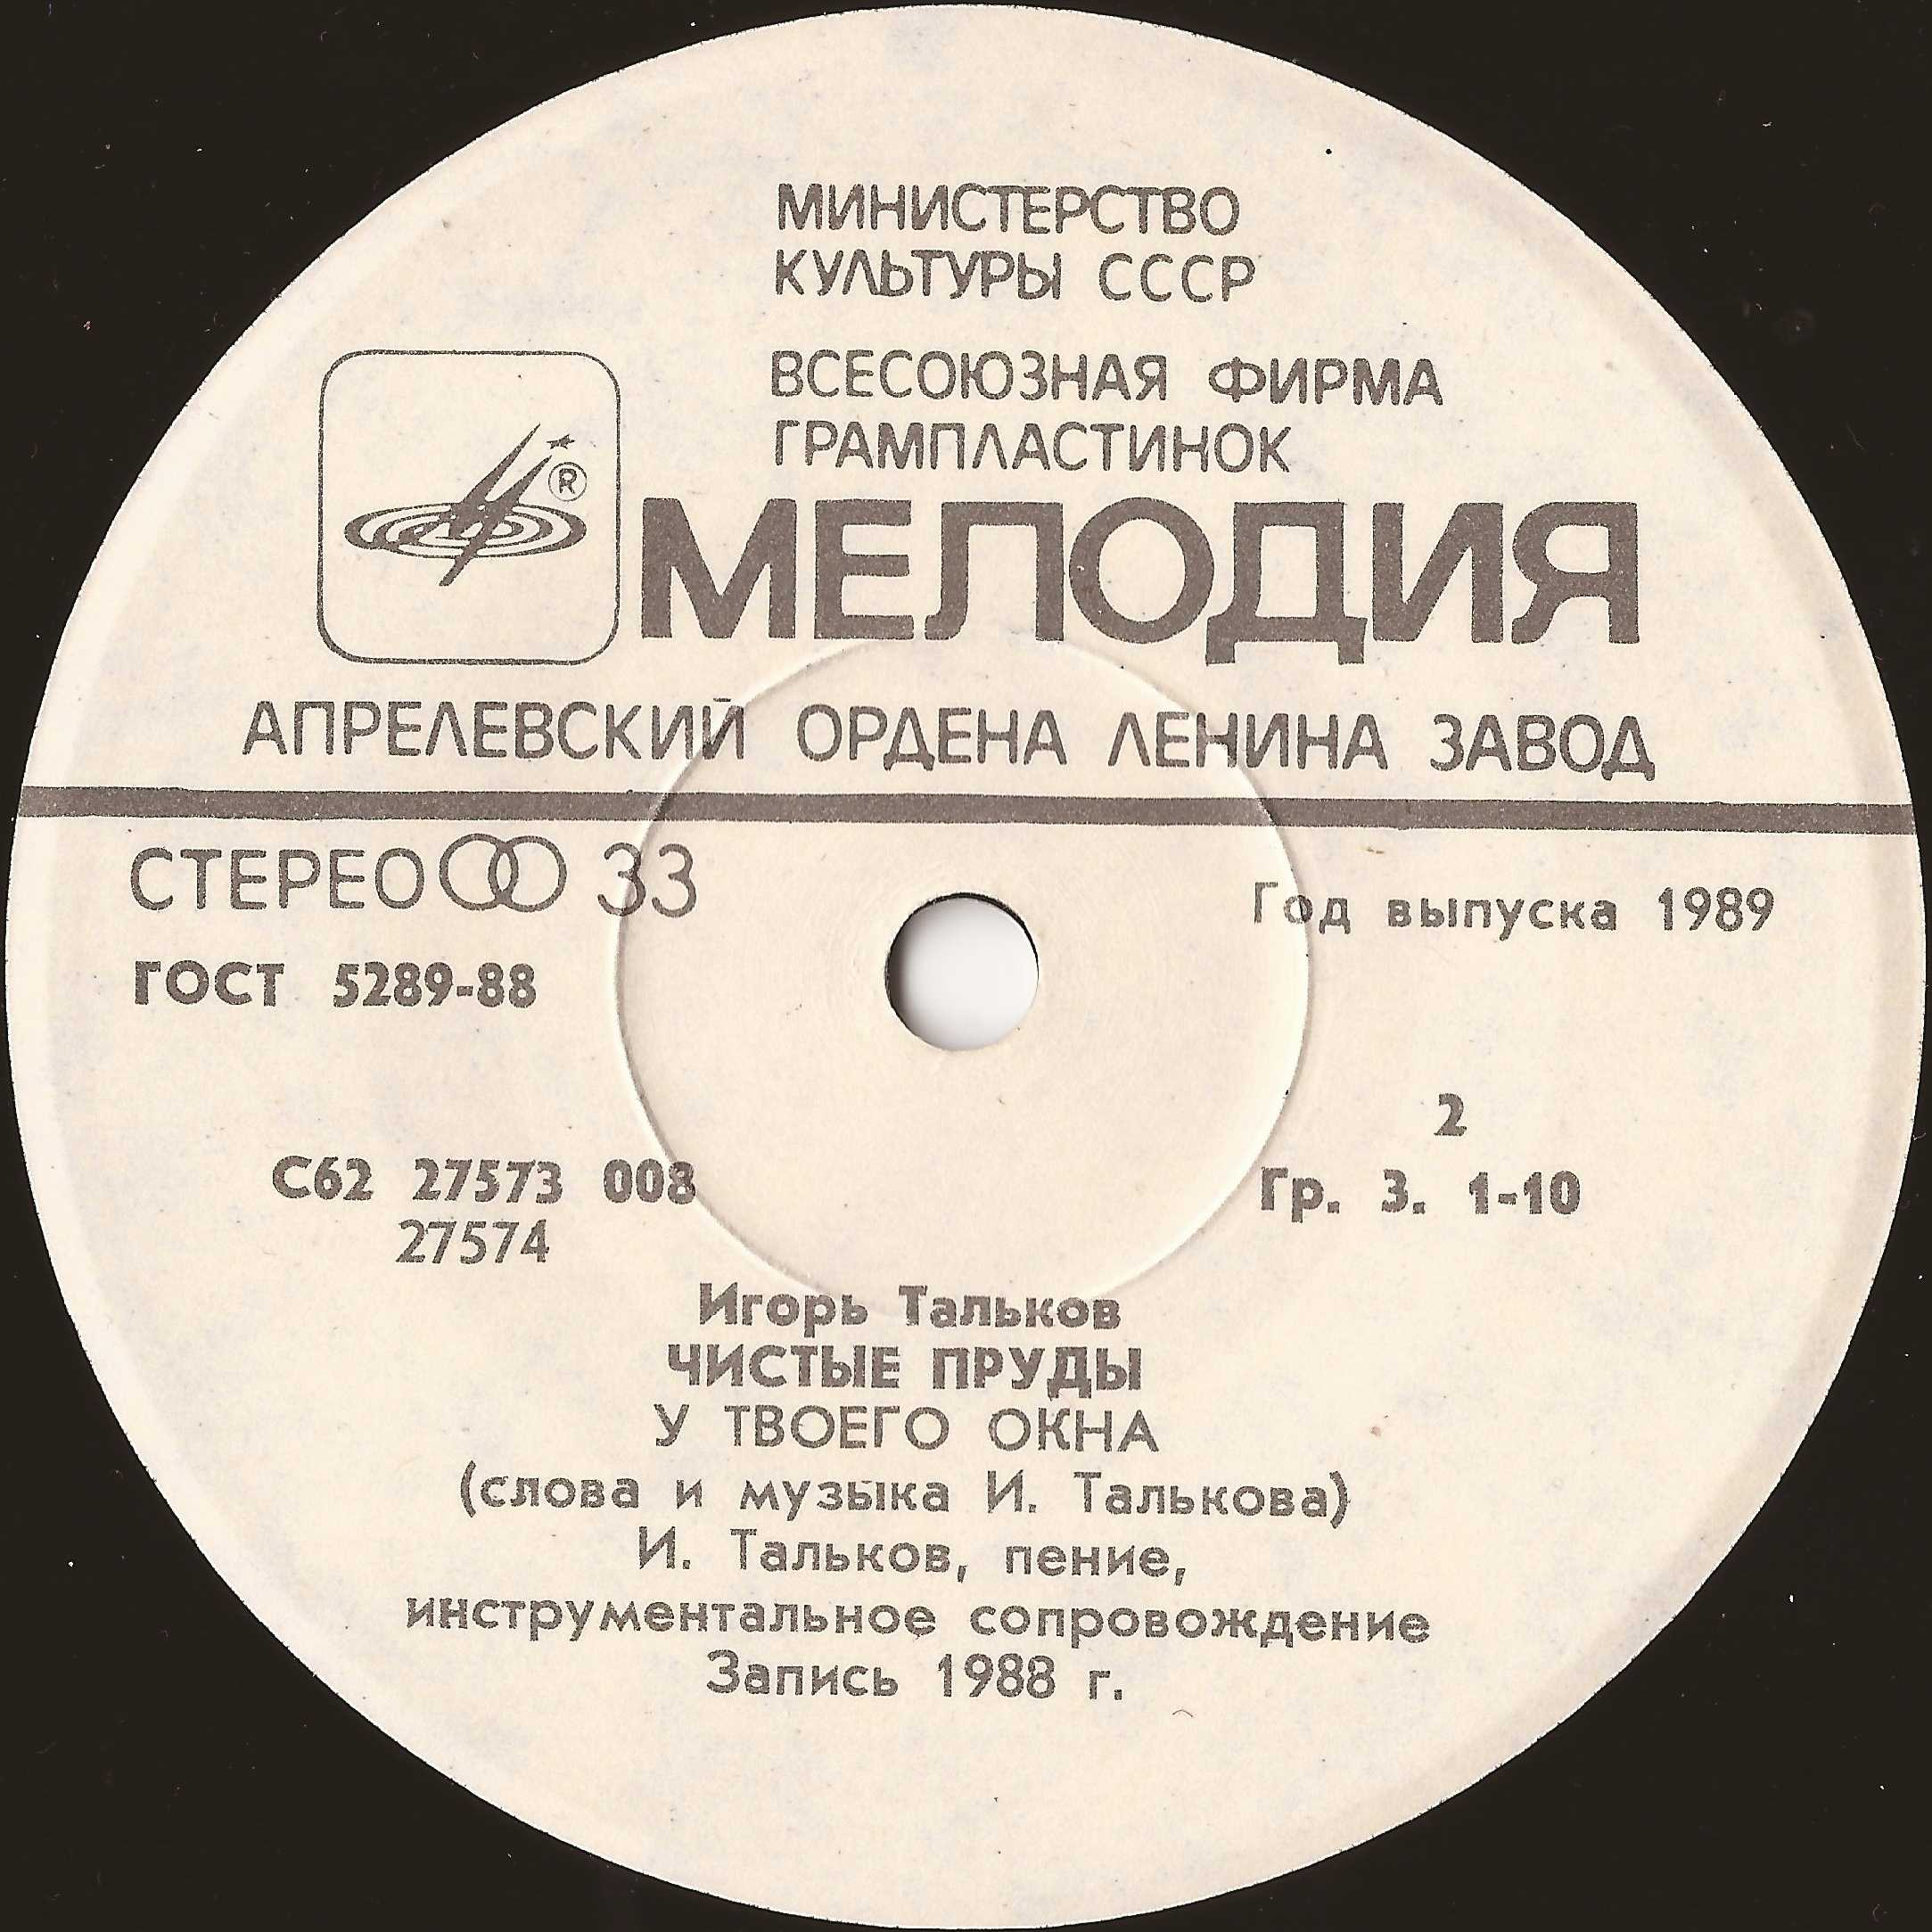 МИНИСТЕРСТВО
КУЛЬТУРЫ СССР
ВСЕСОЮЗНАЯ ФИРМА
ГРАМПЛАСТИНОК
®
МЕЛОДИЯ
АПРЕЛЕВСКИЙ ОРДЕНА ЛЕНИНА ЗАВОД
СТЕРЕО 33
Год выпуска 1989
ГОСТ 5289-88
2
С62 27573 008
Гр. 3. 1-10
27574
Игорь Тальков
ЧИСТЫЕ ПРУДЫ
У ТВОЕГО ОКНА
(слова и музыка И. Талькова)
И. Тальков, пение,
инструментальное сопровождение
Запись 1988 г.